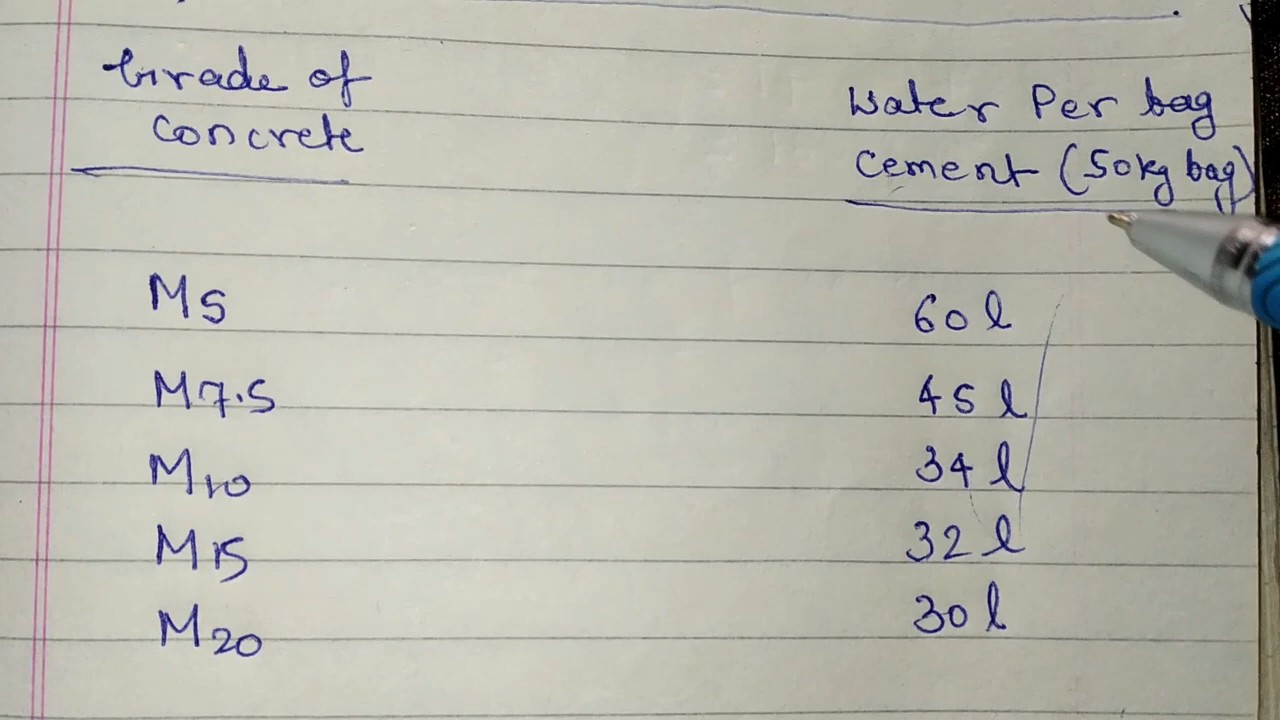 Grade of
concrete
Water Per bag
cement (50kg bag)
M5 60 l
M7.5 45 l
M10 34 l
M15 32 l
M20 30 l